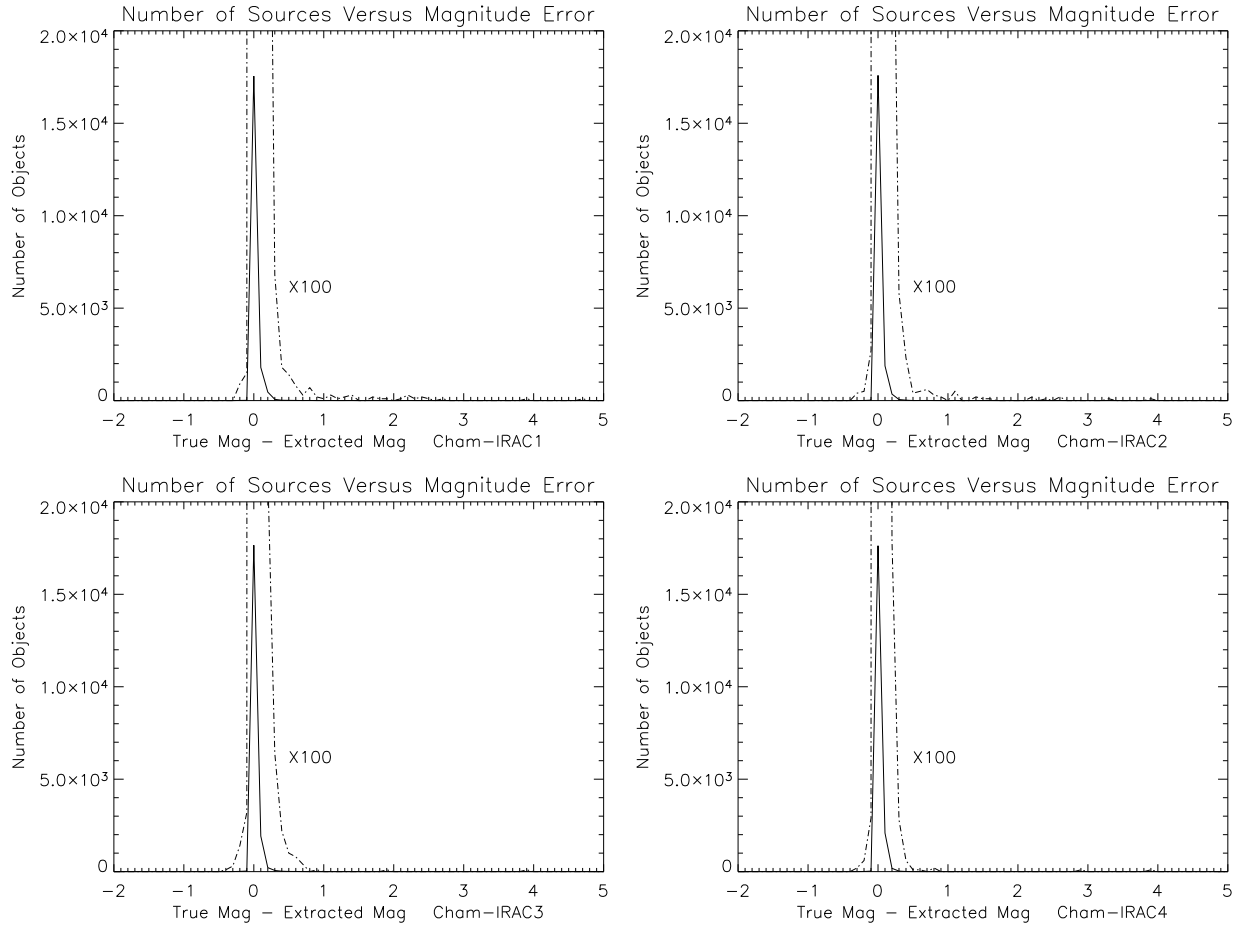 Number of Sources Versus Magnitude Error
Number of Objects
2.0×10⁴
1.5×10⁴
1.0×10⁴
5.0×10³
0
X100
−2 −1 0 1 2 3 4 5
True Mag − Extracted Mag Cham−IRAC1
Number of Sources Versus Magnitude Error
Number of Objects
2.0×10⁴
1.5×10⁴
1.0×10⁴
5.0×10³
0
X100
−2 −1 0 1 2 3 4 5
True Mag − Extracted Mag Cham−IRAC2
Number of Sources Versus Magnitude Error
Number of Objects
2.0×10⁴
1.5×10⁴
1.0×10⁴
5.0×10³
0
X100
−2 −1 0 1 2 3 4 5
True Mag − Extracted Mag Cham−IRAC3
Number of Sources Versus Magnitude Error
Number of Objects
2.0×10⁴
1.5×10⁴
1.0×10⁴
5.0×10³
0
X100
−2 −1 0 1 2 3 4 5
True Mag − Extracted Mag Cham−IRAC4